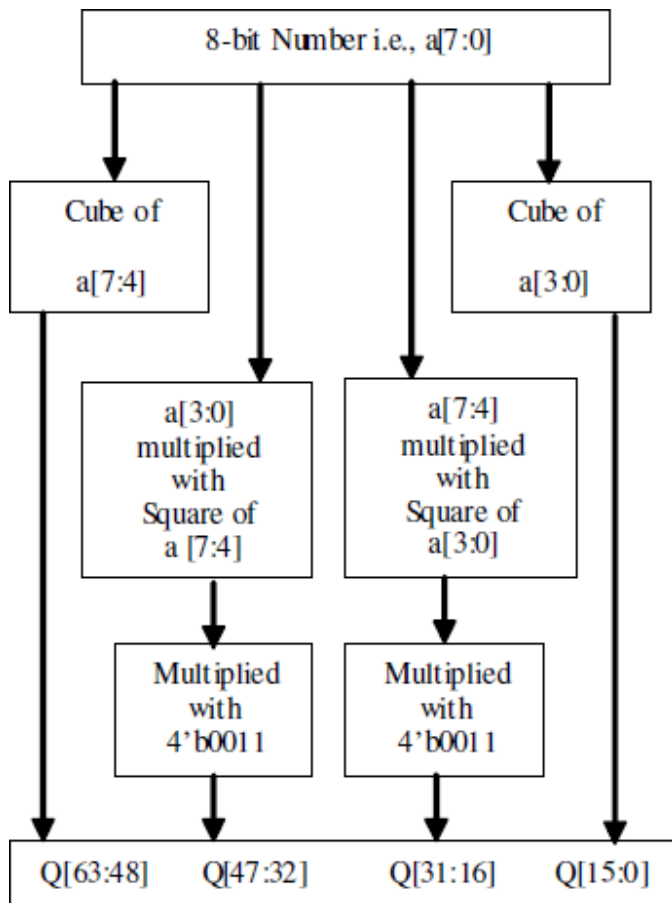 8-bit Number i.e., a[7:0]
Cube of
a[7:4]
Cube of
a[3:0]
a[3:0]
multiplied
with
Square of
a [7:4]
a[7:4]
multiplied
with
Square of
a[3:0]
Multiplied
with
4’b0011
Multiplied
with
4’b0011
Q[63:48] Q[47:32] Q[31:16] Q[15:0]